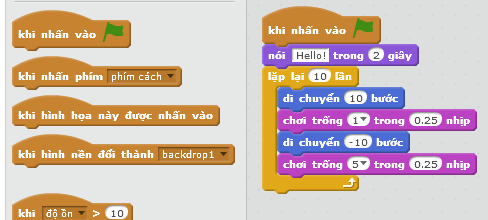 khi nhấn vào
khi nhấn phím phím cách
khi hình họa này được nhấn vào
khi hình nền đổi thành backdrop1
khi độ ồn > 10
khi nhấn vào
nói Hello! trong 2 giây
lặp lại 10 lần
di chuyển 10 bước
chơi trống 1 trong 0.25 nhịp
di chuyển -10 bước
chơi trống 5 trong 0.25 nhịp